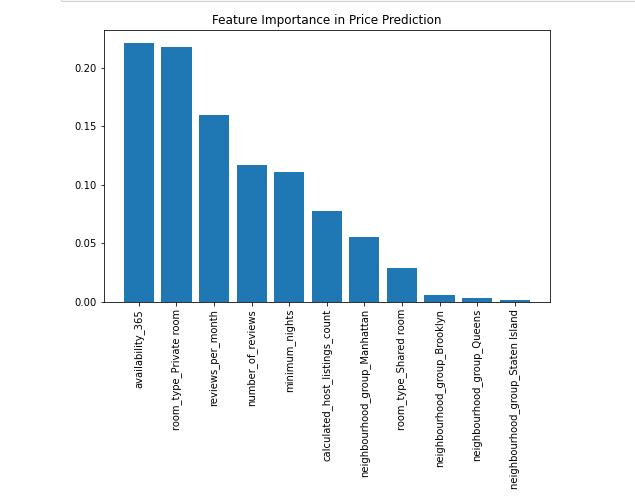 Feature Importance in Price Prediction
0.20
0.15
0.10
0.05
0.00
availability_365
room_type_Private room
reviews_per_month
number_of_reviews
minimum_nights
calculated_host_listings_count
neighbourhood_group_Manhattan
room_type_Shared room
neighbourhood_group_Brooklyn
neighbourhood_group_Queens
neighbourhood_group_Staten Island